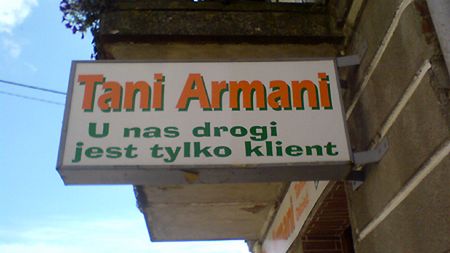 Tani Armani
U nas drogi
jest tylko klient